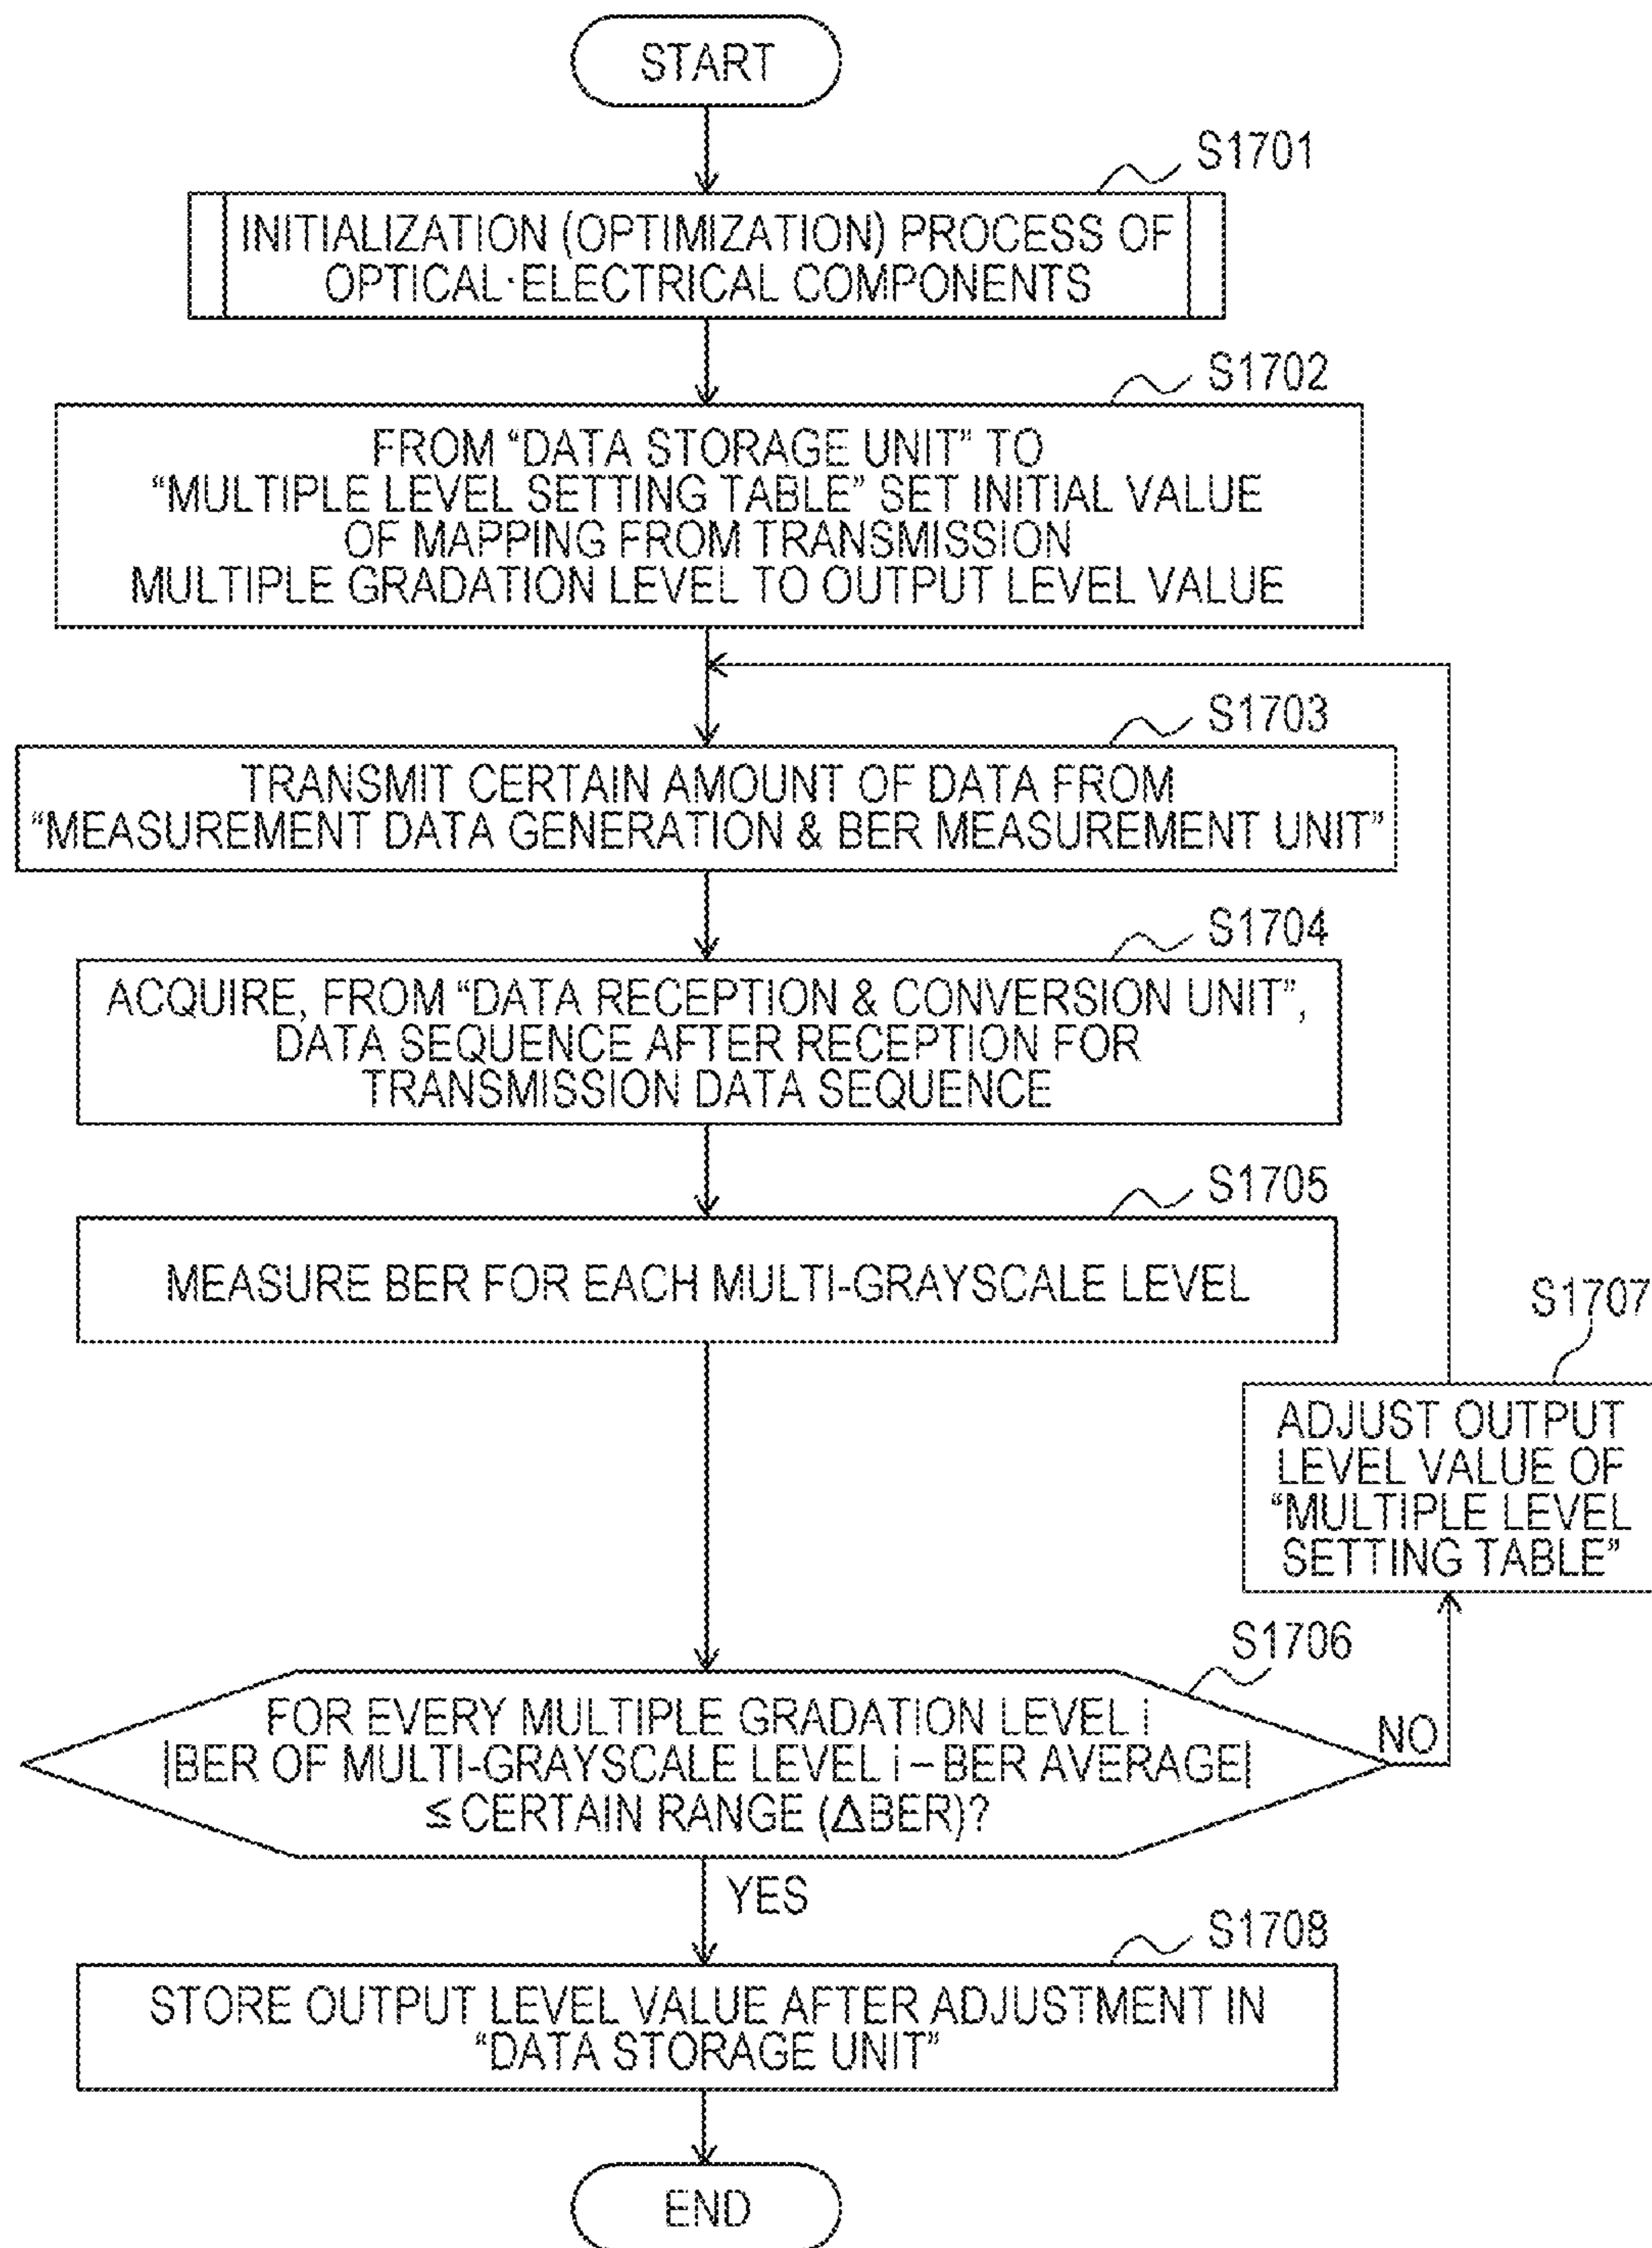 START
S1701
INITIALIZATION (OPTIMIZATION) PROCESS OF
OPTICAL·ELECTRICAL COMPONENTS
S1702
FROM “DATA STORAGE UNIT” TO
“MULTIPLE LEVEL SETTING TABLE” SET INITIAL VALUE
OF MAPPING FROM TRANSMISSION
MULTIPLE GRADATION LEVEL TO OUTPUT LEVEL VALUE
S1703
TRANSMIT CERTAIN AMOUNT OF DATA FROM
“MEASUREMENT DATA GENERATION & BER MEASUREMENT UNIT”
S1704
ACQUIRE, FROM “DATA RECEPTION & CONVERSION UNIT”,
DATA SEQUENCE AFTER RECEPTION FOR
TRANSMISSION DATA SEQUENCE
S1705
MEASURE BER FOR EACH MULTI-GRAYSCALE LEVEL
S1707
ADJUST OUTPUT
LEVEL VALUE OF
“MULTIPLE LEVEL
SETTING TABLE”
S1706
FOR EVERY MULTIPLE GRADATION LEVEL i
|BER OF MULTI-GRAYSCALE LEVEL i – BER AVERAGE|
≦ CERTAIN RANGE (ΔBER)?
NO
YES
S1708
STORE OUTPUT LEVEL VALUE AFTER ADJUSTMENT IN
“DATA STORAGE UNIT”
END